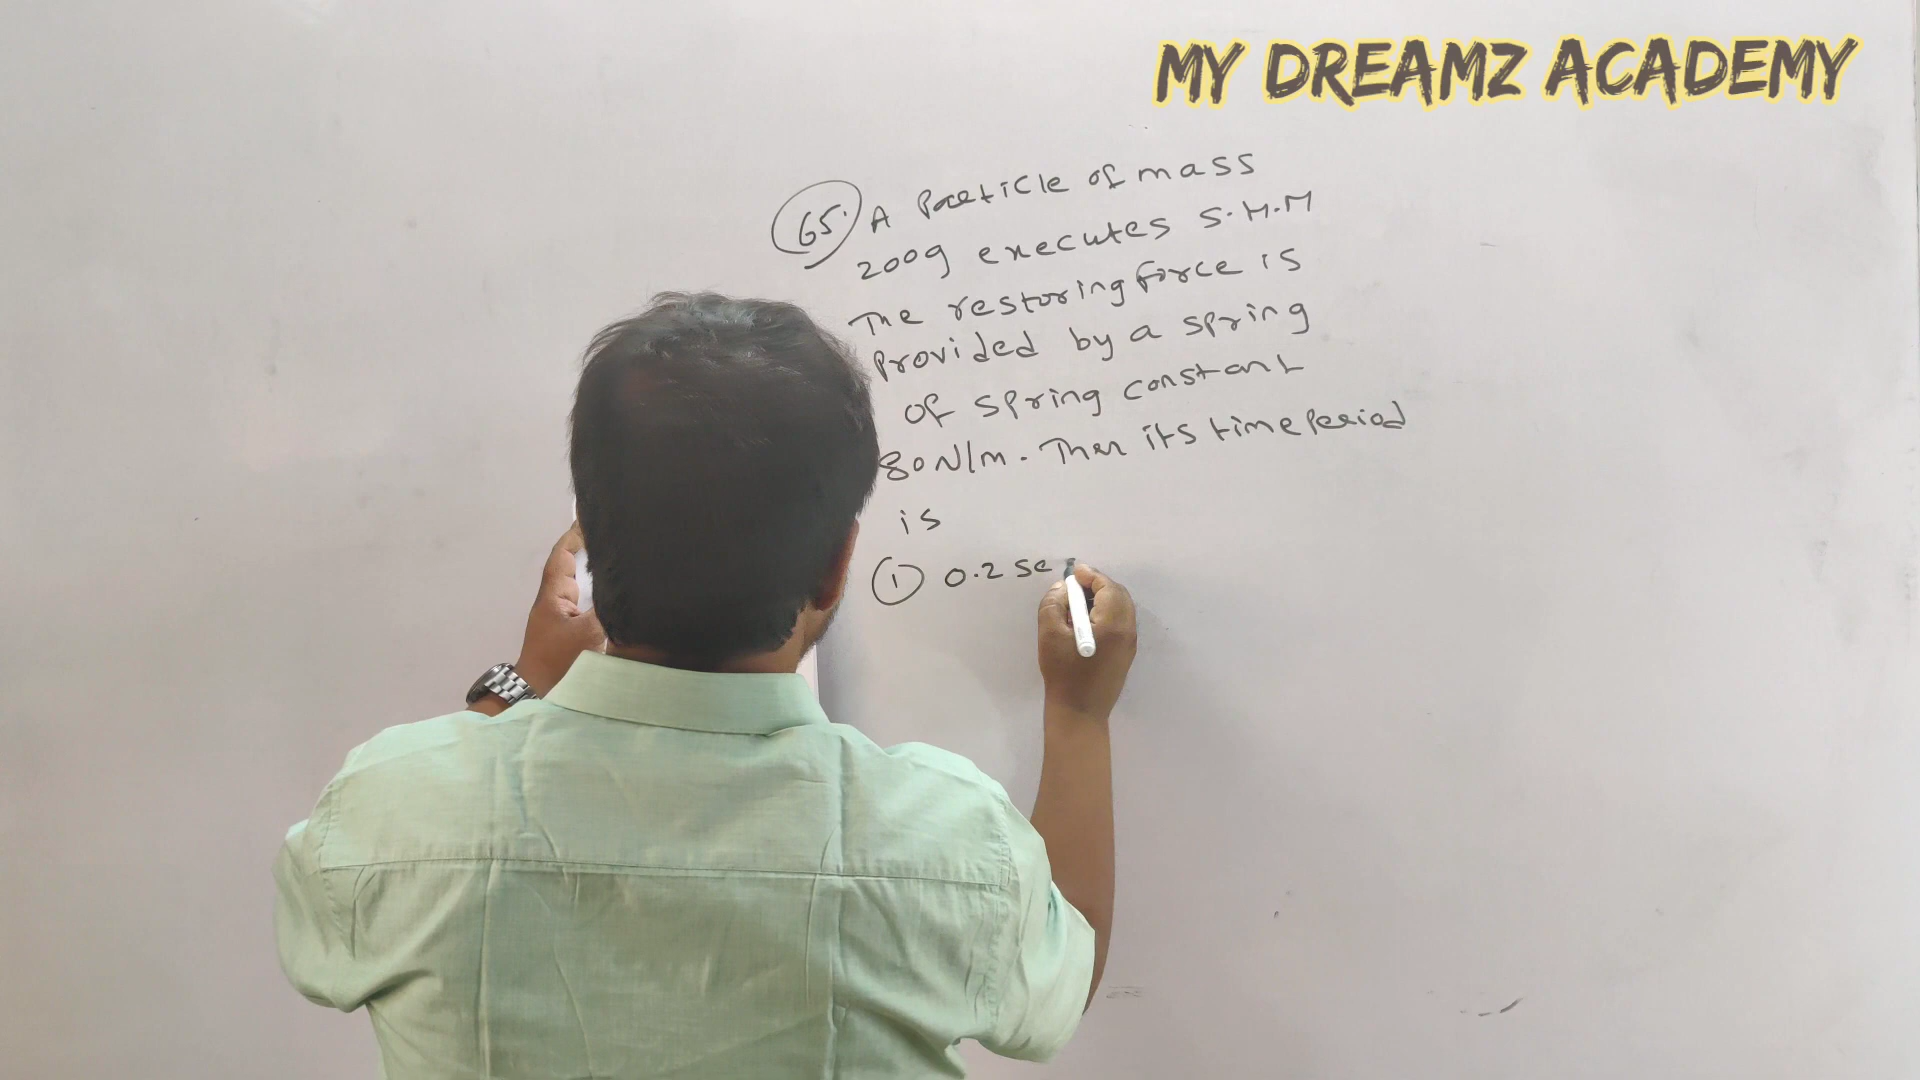 MY DREAMZ ACADEMY
65. A Particle of mass
200g executes S.H.M
The restoring force is
Provided by a spring
of spring constant
80N/m. Then its time Period
is
① 0.2 se